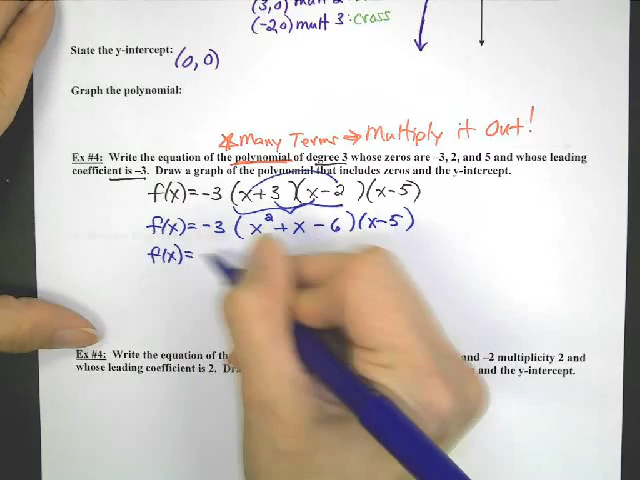 (3,0) mult 2
(-2,0) mult 3: cross
State the y-intercept: (0, 0)
Graph the polynomial:
* Many Terms → Multiply it Out!
Ex #4: Write the equation of the polynomial of degree 3 whose zeros are –3, 2, and 5 and whose leading
coefficient is –3. Draw a graph of the polynomial that includes zeros and the y-intercept.
f(x) = -3 (x+3)(x-2)(x-5)
f(x) = -3 (x² + x - 6)(x-5)
f(x) =
Ex #4: Write the equation of the and –2 multiplicity 2 and
whose leading coefficient is 2. and the y-intercept.